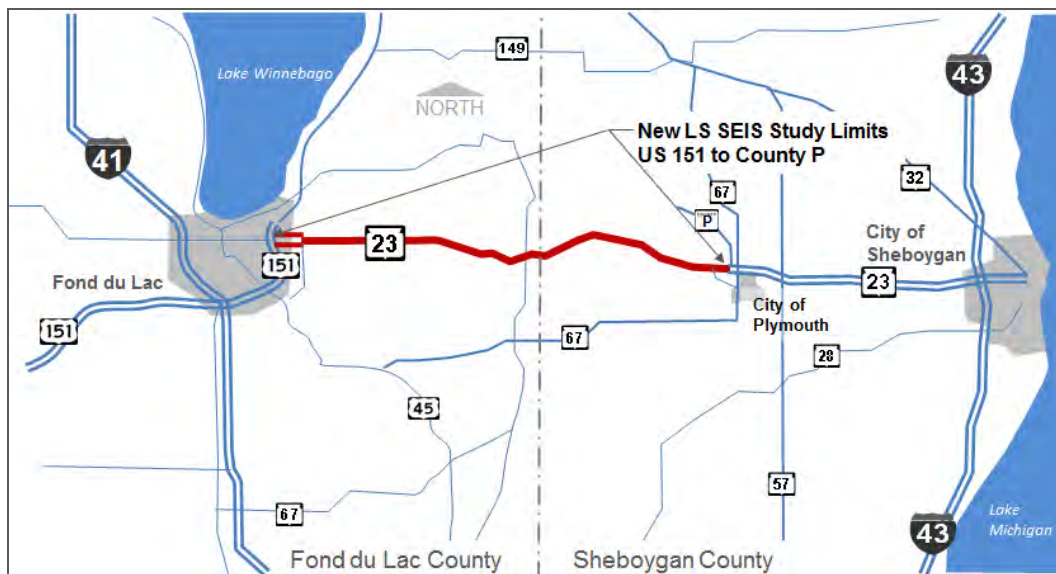 149
Lake Winnebago
43
NORTH
New LS SEIS Study Limits
US 151 to County P
41
32
67
P
City of
Sheboygan
23
151
Fond du Lac
23
City of
Plymouth
151
67
28
45
57
67
Lake
Michigan
43
Fond du Lac County
Sheboygan County